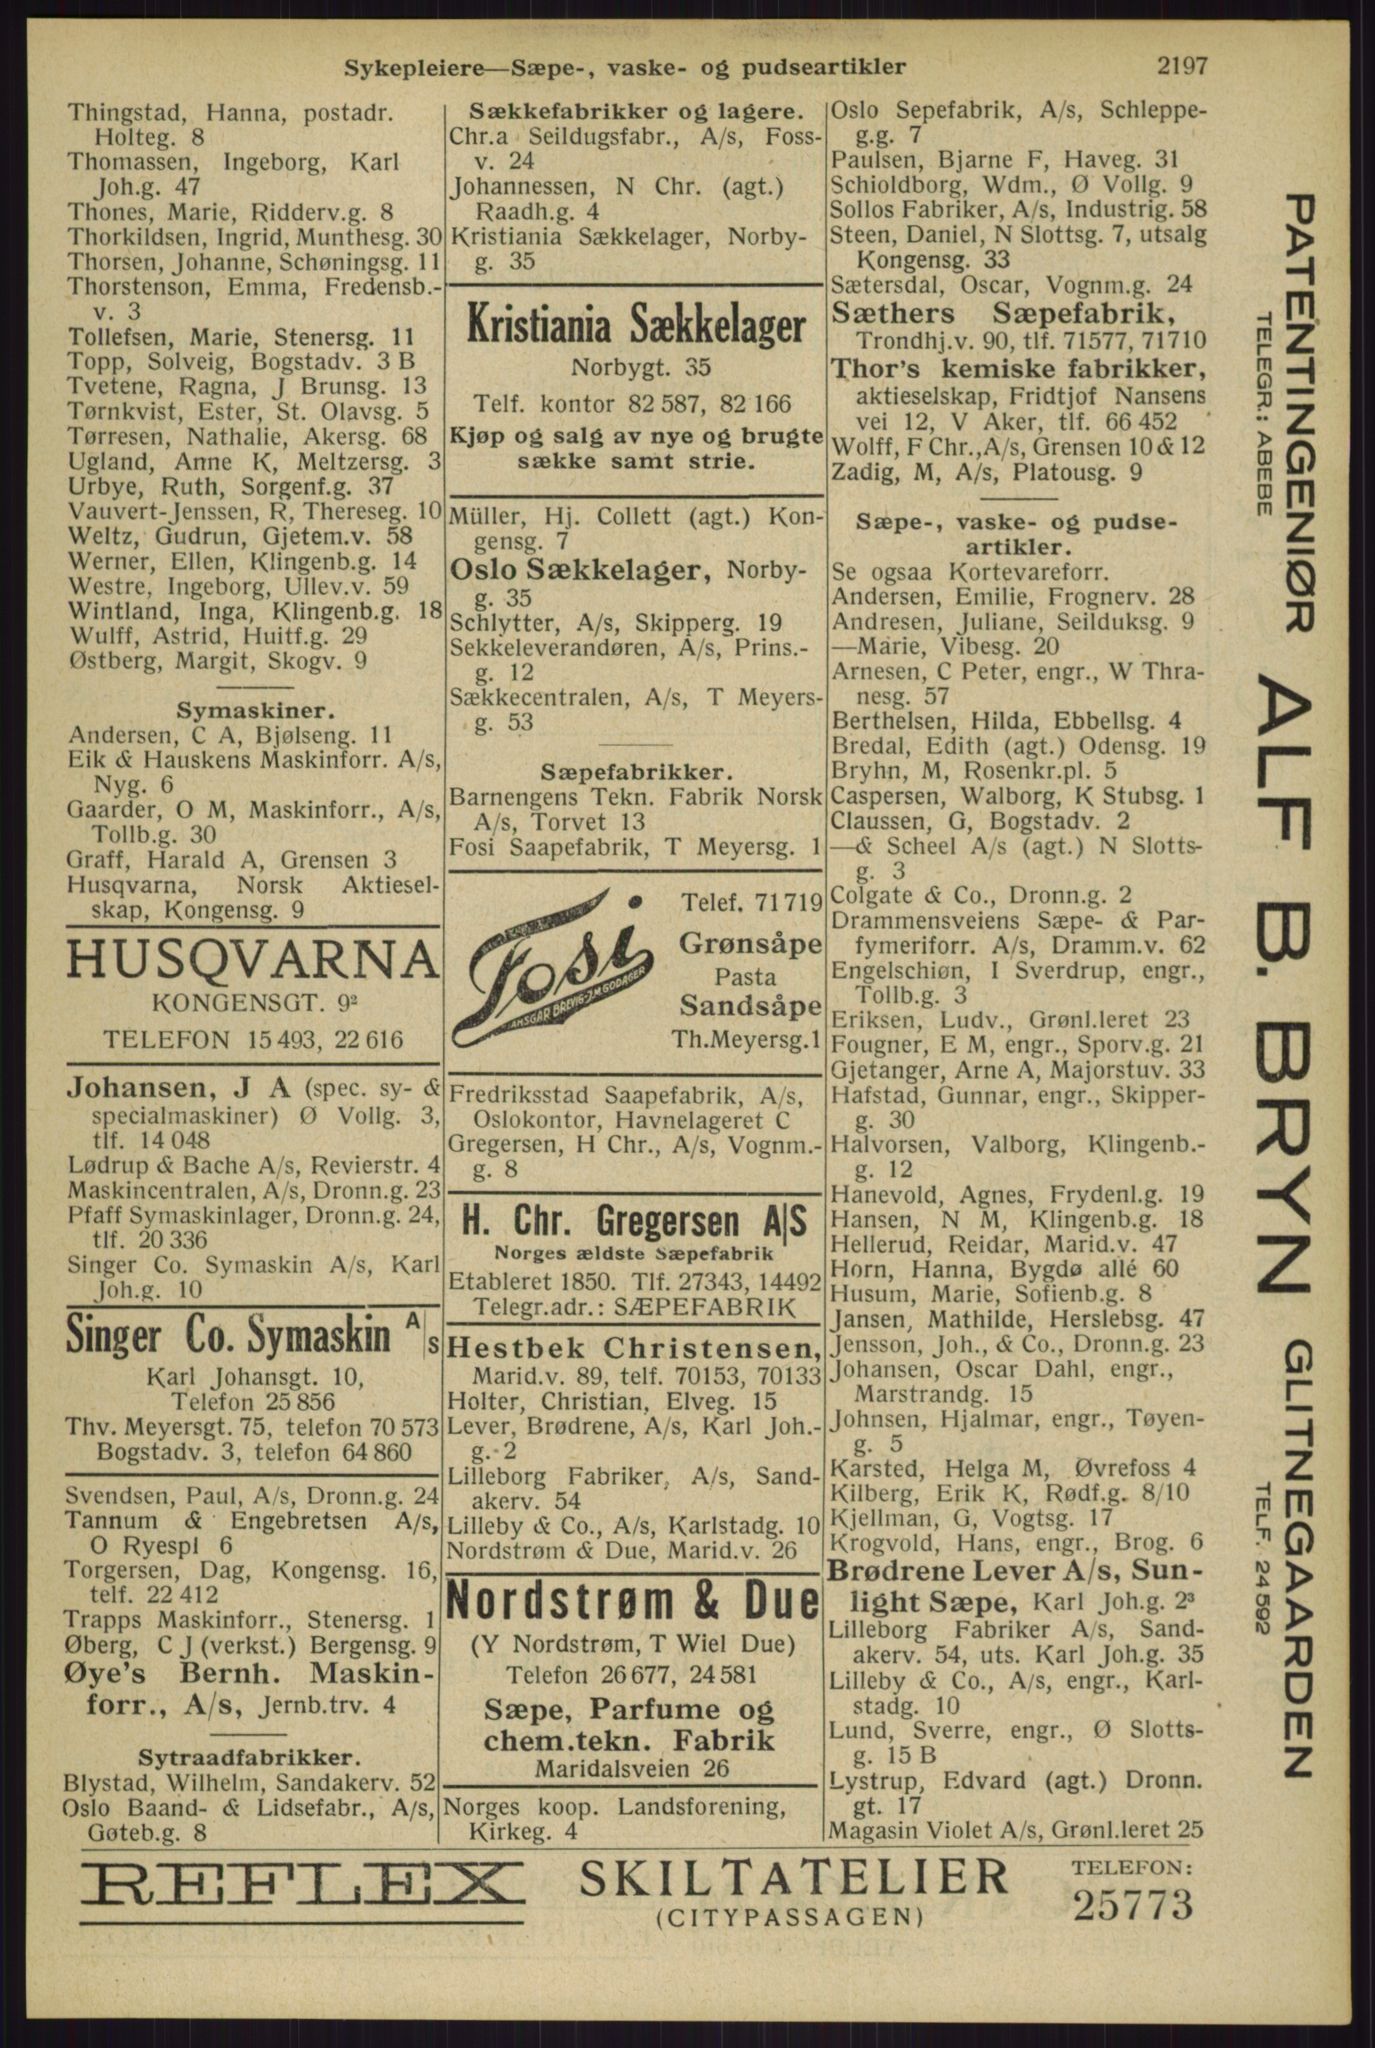 Sykepleiere—Sæpe-, vaske- og pudseartikler
2197
Thingstad, Hanna, postadr.
Holteg. 8
Thomassen, Ingeborg, Karl
Joh.g. 47
Thones, Marie, Ridderv.g. 8
Thorkildsen, Ingrid, Munthesg. 30
Thorsen, Johanne, Schøningsg. 11
Thorstenson, Emma, Fredensb.-
v. 3
Tollefsen, Marie, Stenersg. 11
Topp, Solveig, Bogstadv. 3 B
Tvetene, Ragna, J Brunsg. 13
Tørnkvist, Ester, St. Olavsg. 5
Tørresen, Nathalie, Akersg. 68
Ugland, Anne K, Meltzersg. 3
Urbye, Ruth, Sorgenf.g. 37
Vauvert-Jenssen, R, Thereseg. 10
Weltz, Gudrun, Gjetem.v. 58
Werner, Ellen, Klingenb.g. 14
Westre, Ingeborg, Ullev.v. 59
Wintland, Inga, Klingenb.g. 18
Wulff, Astrid, Huitf.g. 29
Østberg, Margit, Skogv. 9
Symaskiner.
Andersen, C A, Bjølseng. 11
Eik & Hauskens Maskinforr. A/s,
Nyg. 6
Gaarder, O M, Maskinforr., A/s,
Tollb.g. 30
Graff, Harald A, Grensen 3
Husqvarna, Norsk Aktiesel-
skap, Kongensg. 9
HUSQVARNA
KONGENSGT. 9²
TELEFON 15 493, 22 616
Johansen, J A (spec. sy- &
specialmaskiner) Ø Vollg. 3,
tlf. 14 048
Lødrup & Bache A/s, Revierstr. 4
Maskincentralen, A/s, Dronn.g. 23
Pfaff Symaskinlager, Dronn.g. 24,
tlf. 20 336
Singer Co. Symaskin A/s, Karl
Joh.g. 10
Singer Co. Symaskin A/s
Karl Johansgt. 10,
Telefon 25 856
Thv. Meyersgt. 75, telefon 70 573
Bogstadv. 3, telefon 64 860
Svendsen, Paul, A/s, Dronn.g. 24
Tannum & Engebretsen A/s,
O Ryespl 6
Torgersen, Dag, Kongensg. 16,
telf. 22 412
Trapps Maskinforr., Stenersg. 1
Øberg, C J (verkst.) Bergensg. 9
Øye's Bernh. Maskin-
forr., A/s, Jernb.trv. 4
Sytraadfabrikker.
Blystad, Wilhelm, Sandakerv. 52
Oslo Baand- & Lidsefabr., A/s,
Gøteb.g. 8
Sækkefabrikker og lagere.
Chr.a Seildugsfabr., A/s, Foss-
v. 24
Johannessen, N Chr. (agt.)
Raadh.g. 4
Kristiania Sækkelager, Norby-
g. 35
Kristiania Sækkelager
Norbygt. 35
Telf. kontor 82 587, 82 166
Kjøp og salg av nye og brugte
sække samt strie.
Müller, Hj. Collett (agt.) Kon-
gensg. 7
Oslo Sækkelager, Norby-
g. 35
Schlytter, A/s, Skipperg. 19
Sekkeleverandøren, A/s, Prins.-
g. 12
Sækkecentralen, A/s, T Meyers-
g. 53
Sæpefabrikker.
Barnengens Tekn. Fabrik Norsk
A/s, Torvet 13
Fosi Saapefabrik, T Meyersg. 1
Fosi
ANSGAR BREVIG-J.M. GODAGER
Telef. 71 719
Grønsåpe
Pasta
Sandsåpe
Th.Meyersg.1
Fredriksstad Saapefabrik, A/s,
Oslokontor, Havnelageret C
Gregersen, H Chr., A/s, Vognm.-
g. 8
H. Chr. Gregersen A|S
Norges ældste Sæpefabrik
Etableret 1850. Tlf. 27343, 14492
Telegr.adr.: SÆPEFABRIK
Hestbek Christensen,
Marid.v. 89, telf. 70153, 70133
Holter, Christian, Elveg. 15
Lever, Brødrene, A/s, Karl Joh.-
g. 2
Lilleborg Fabriker, A/s, Sand-
akerv. 54
Lilleby & Co., A/s, Karlstadg. 10
Nordstrøm & Due, Marid.v. 26
Nordstrøm & Due
(Y Nordstrøm, T Wiel Due)
Telefon 26 677, 24 581
Sæpe, Parfume og
chem.tekn. Fabrik
Maridalsveien 26
Norges koop. Landsforening,
Kirkeg. 4
Oslo Sepefabrik, A/s, Schleppe-
g.g. 7
Paulsen, Bjarne F, Haveg. 31
Schioldborg, Wdm., Ø Vollg. 9
Sollos Fabriker, A/s, Industrig. 58
Steen, Daniel, N Slottsg. 7, utsalg
Kongensg. 33
Sætersdal, Oscar, Vognm.g. 24
Sæthers Sæpefabrik,
Trondhj.v. 90, tlf. 71577, 71710
Thor's kemiske fabrikker,
aktieselskap, Fridtjof Nansens
vei 12, V Aker, tlf. 66 452
Wolff, F Chr.,A/s, Grensen 10 & 12
Zadig, M, A/s, Platousg. 9
Sæpe-, vaske- og pudse-
artikler.
Se ogsaa Kortevareforr.
Andersen, Emilie, Frognerv. 28
Andresen, Juliane, Seilduksg. 9
—Marie, Vibesg. 20
Arnesen, C Peter, engr., W Thra-
nesg. 57
Berthelsen, Hilda, Ebbellsg. 4
Bredal, Edith (agt.) Odensg. 19
Bryhn, M, Rosenkr.pl. 5
Caspersen, Walborg, K Stubsg. 1
Claussen, G, Bogstadv. 2
—& Scheel A/s (agt.) N Slotts-
g. 3
Colgate & Co., Dronn.g. 2
Drammensveiens Sæpe- & Par-
fymeriforr. A/s, Dramm.v. 62
Engelschiøn, I Sverdrup, engr.,
Tollb.g. 3
Eriksen, Ludv., Grønl.leret 23
Fougner, E M, engr., Sporv.g. 21
Gjetanger, Arne A, Majorstuv. 33
Hafstad, Gunnar, engr., Skipper-
g. 30
Halvorsen, Valborg, Klingenb.-
g. 12
Hanevold, Agnes, Frydenl.g. 19
Hansen, N M, Klingenb.g. 18
Hellerud, Reidar, Marid.v. 47
Horn, Hanna, Bygdø allé 60
Husum, Marie, Sofienb.g. 8
Jansen, Mathilde, Herslebsg. 47
Jensson, Joh., & Co., Dronn.g. 23
Johansen, Oscar Dahl, engr.,
Marstrandg. 15
Johnsen, Hjalmar, engr., Tøyen-
g. 5
Karsted, Helga M, Øvrefoss 4
Kilberg, Erik K, Rødf.g. 8/10
Kjellman, G, Vogtsg. 17
Krogvold, Hans, engr., Brog. 6
Brødrene Lever A/s, Sun-
light Sæpe, Karl Joh.g. 2³
Lilleborg Fabriker A/s, Sand-
akerv. 54, uts. Karl Joh.g. 35
Lilleby & Co., A/s, engr., Karl-
stadg. 10
Lund, Sverre, engr., Ø Slotts-
g. 15 B
Lystrup, Edvard (agt.) Dronn.
gt. 17
Magasin Violet A/s, Grønl.leret 25
PATENTINGENIØR ALF B. BRYN GLITNEGAARDEN
TELEGR.: ABEBE
TELF. 24 592
REFLEX
SKILTATELIER
(CITYPASSAGEN)
TELEFON:
25773